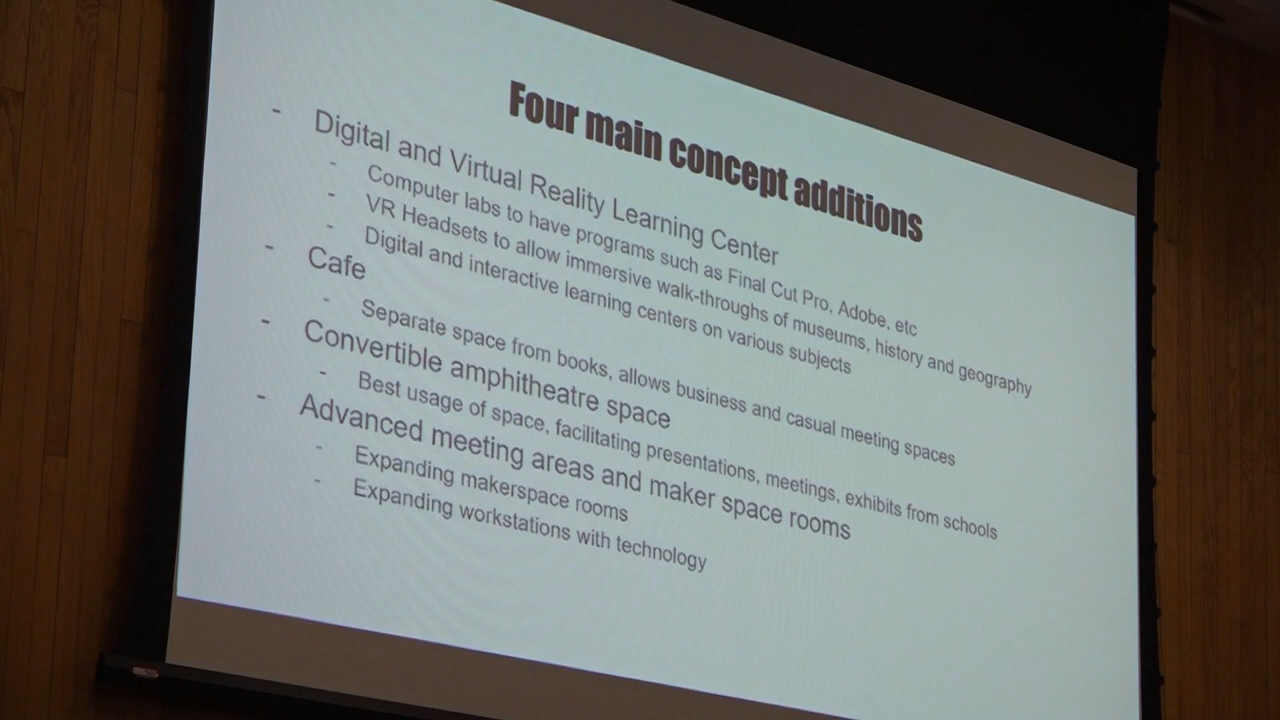 Four main concept additions
- Digital and Virtual Reality Learning Center
- Computer labs to have programs such as Final Cut Pro, Adobe, etc
- VR Headsets to allow immersive walk-throughs of museums, history and geography
- Digital and interactive learning centers on various subjects
- Cafe
- Separate space from books, allows business and casual meeting spaces
- Convertible amphitheatre space
- Best usage of space, facilitating presentations, meetings, exhibits from schools
- Advanced meeting areas and maker space rooms
- Expanding makerspace rooms
- Expanding workstations with technology